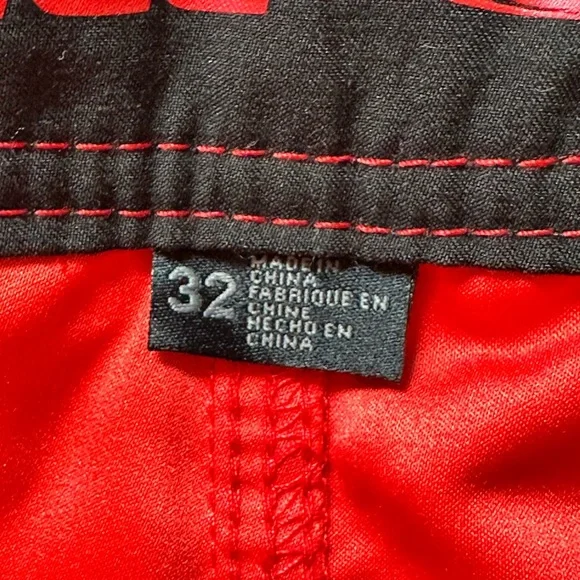 32
MADE IN
CHINA
FABRIQUE EN
CHINE
HECHO EN
CHINA